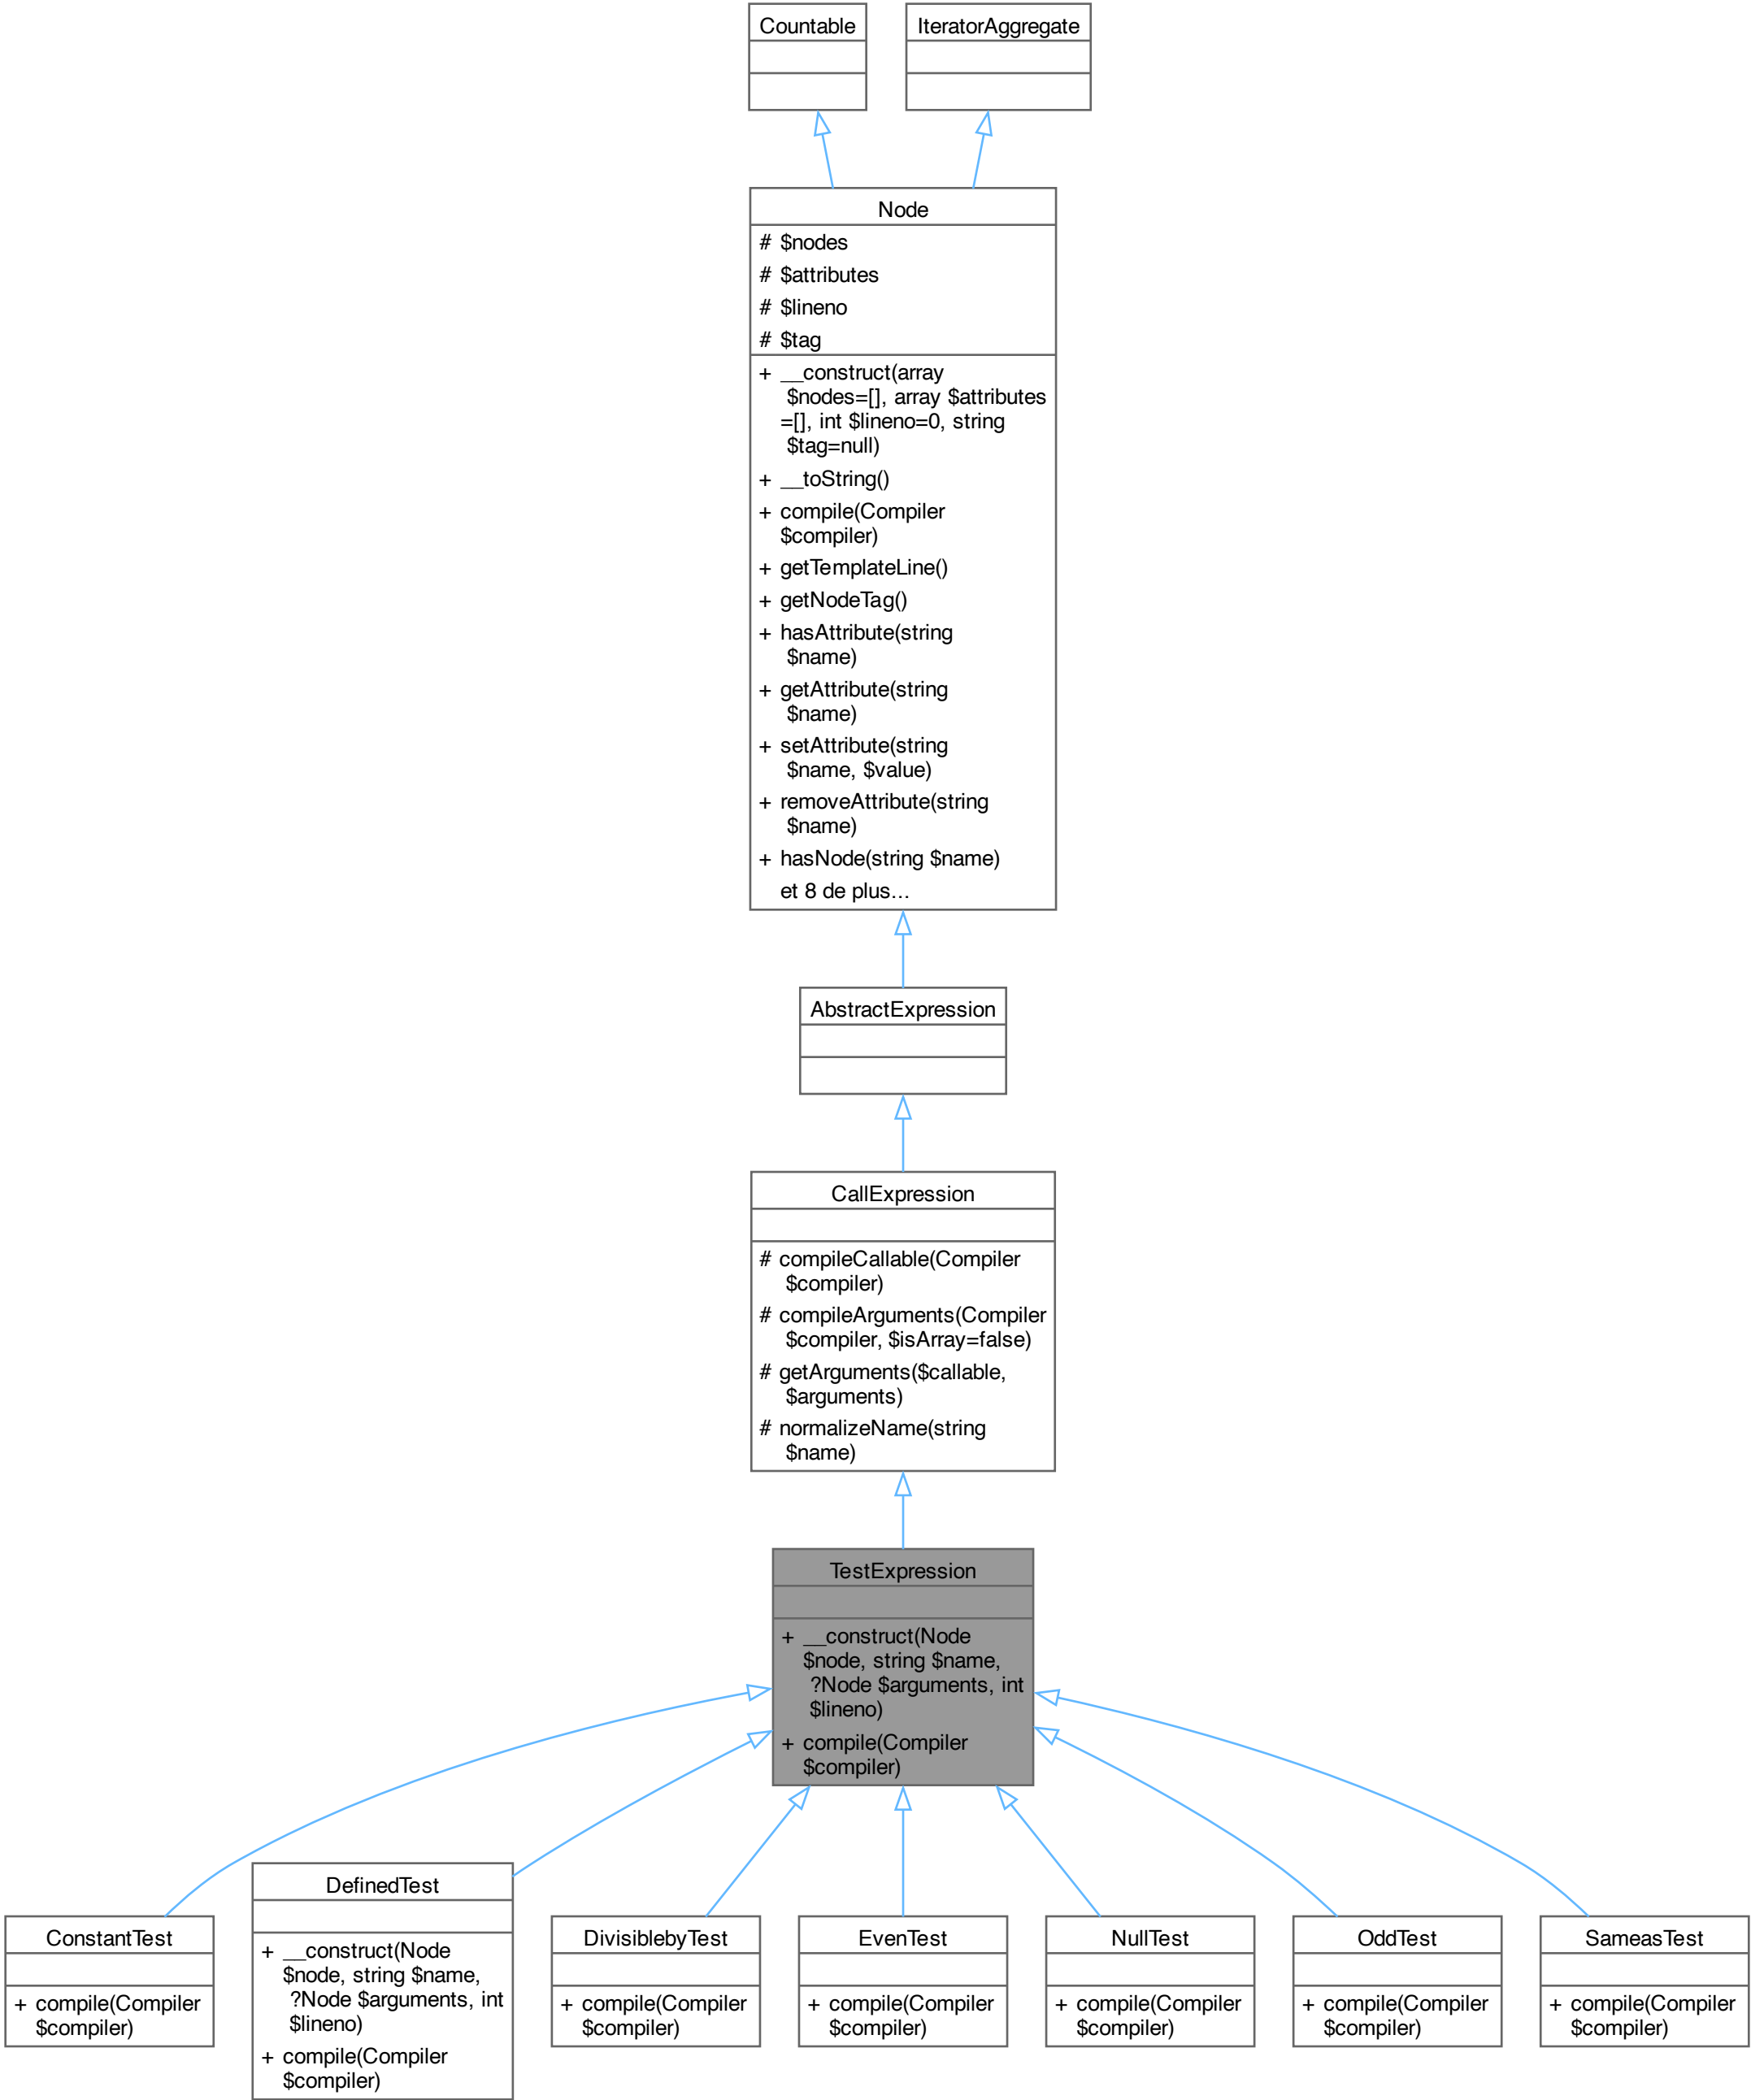 Countable
IteratorAggregate
Node
# $nodes
# $attributes
# $lineno
# $tag
+ __construct(array
$nodes=[], array $attributes
=[], int $lineno=0, string
$tag=null)
+ __toString()
+ compile(Compiler
$compiler)
+ getTemplateLine()
+ getNodeTag()
+ hasAttribute(string
$name)
+ getAttribute(string
$name)
+ setAttribute(string
$name, $value)
+ removeAttribute(string
$name)
+ hasNode(string $name)
et 8 de plus...
AbstractExpression
CallExpression
# compileCallable(Compiler
$compiler)
# compileArguments(Compiler
$compiler, $isArray=false)
# getArguments($callable,
$arguments)
# normalizeName(string
$name)
TestExpression
+ __construct(Node
$node, string $name,
?Node $arguments, int
$lineno)
+ compile(Compiler
$compiler)
ConstantTest
+ compile(Compiler
$compiler)
DefinedTest
+ __construct(Node
$node, string $name,
?Node $arguments, int
$lineno)
+ compile(Compiler
$compiler)
DivisiblebyTest
+ compile(Compiler
$compiler)
EvenTest
+ compile(Compiler
$compiler)
NullTest
+ compile(Compiler
$compiler)
OddTest
+ compile(Compiler
$compiler)
SameasTest
+ compile(Compiler
$compiler)